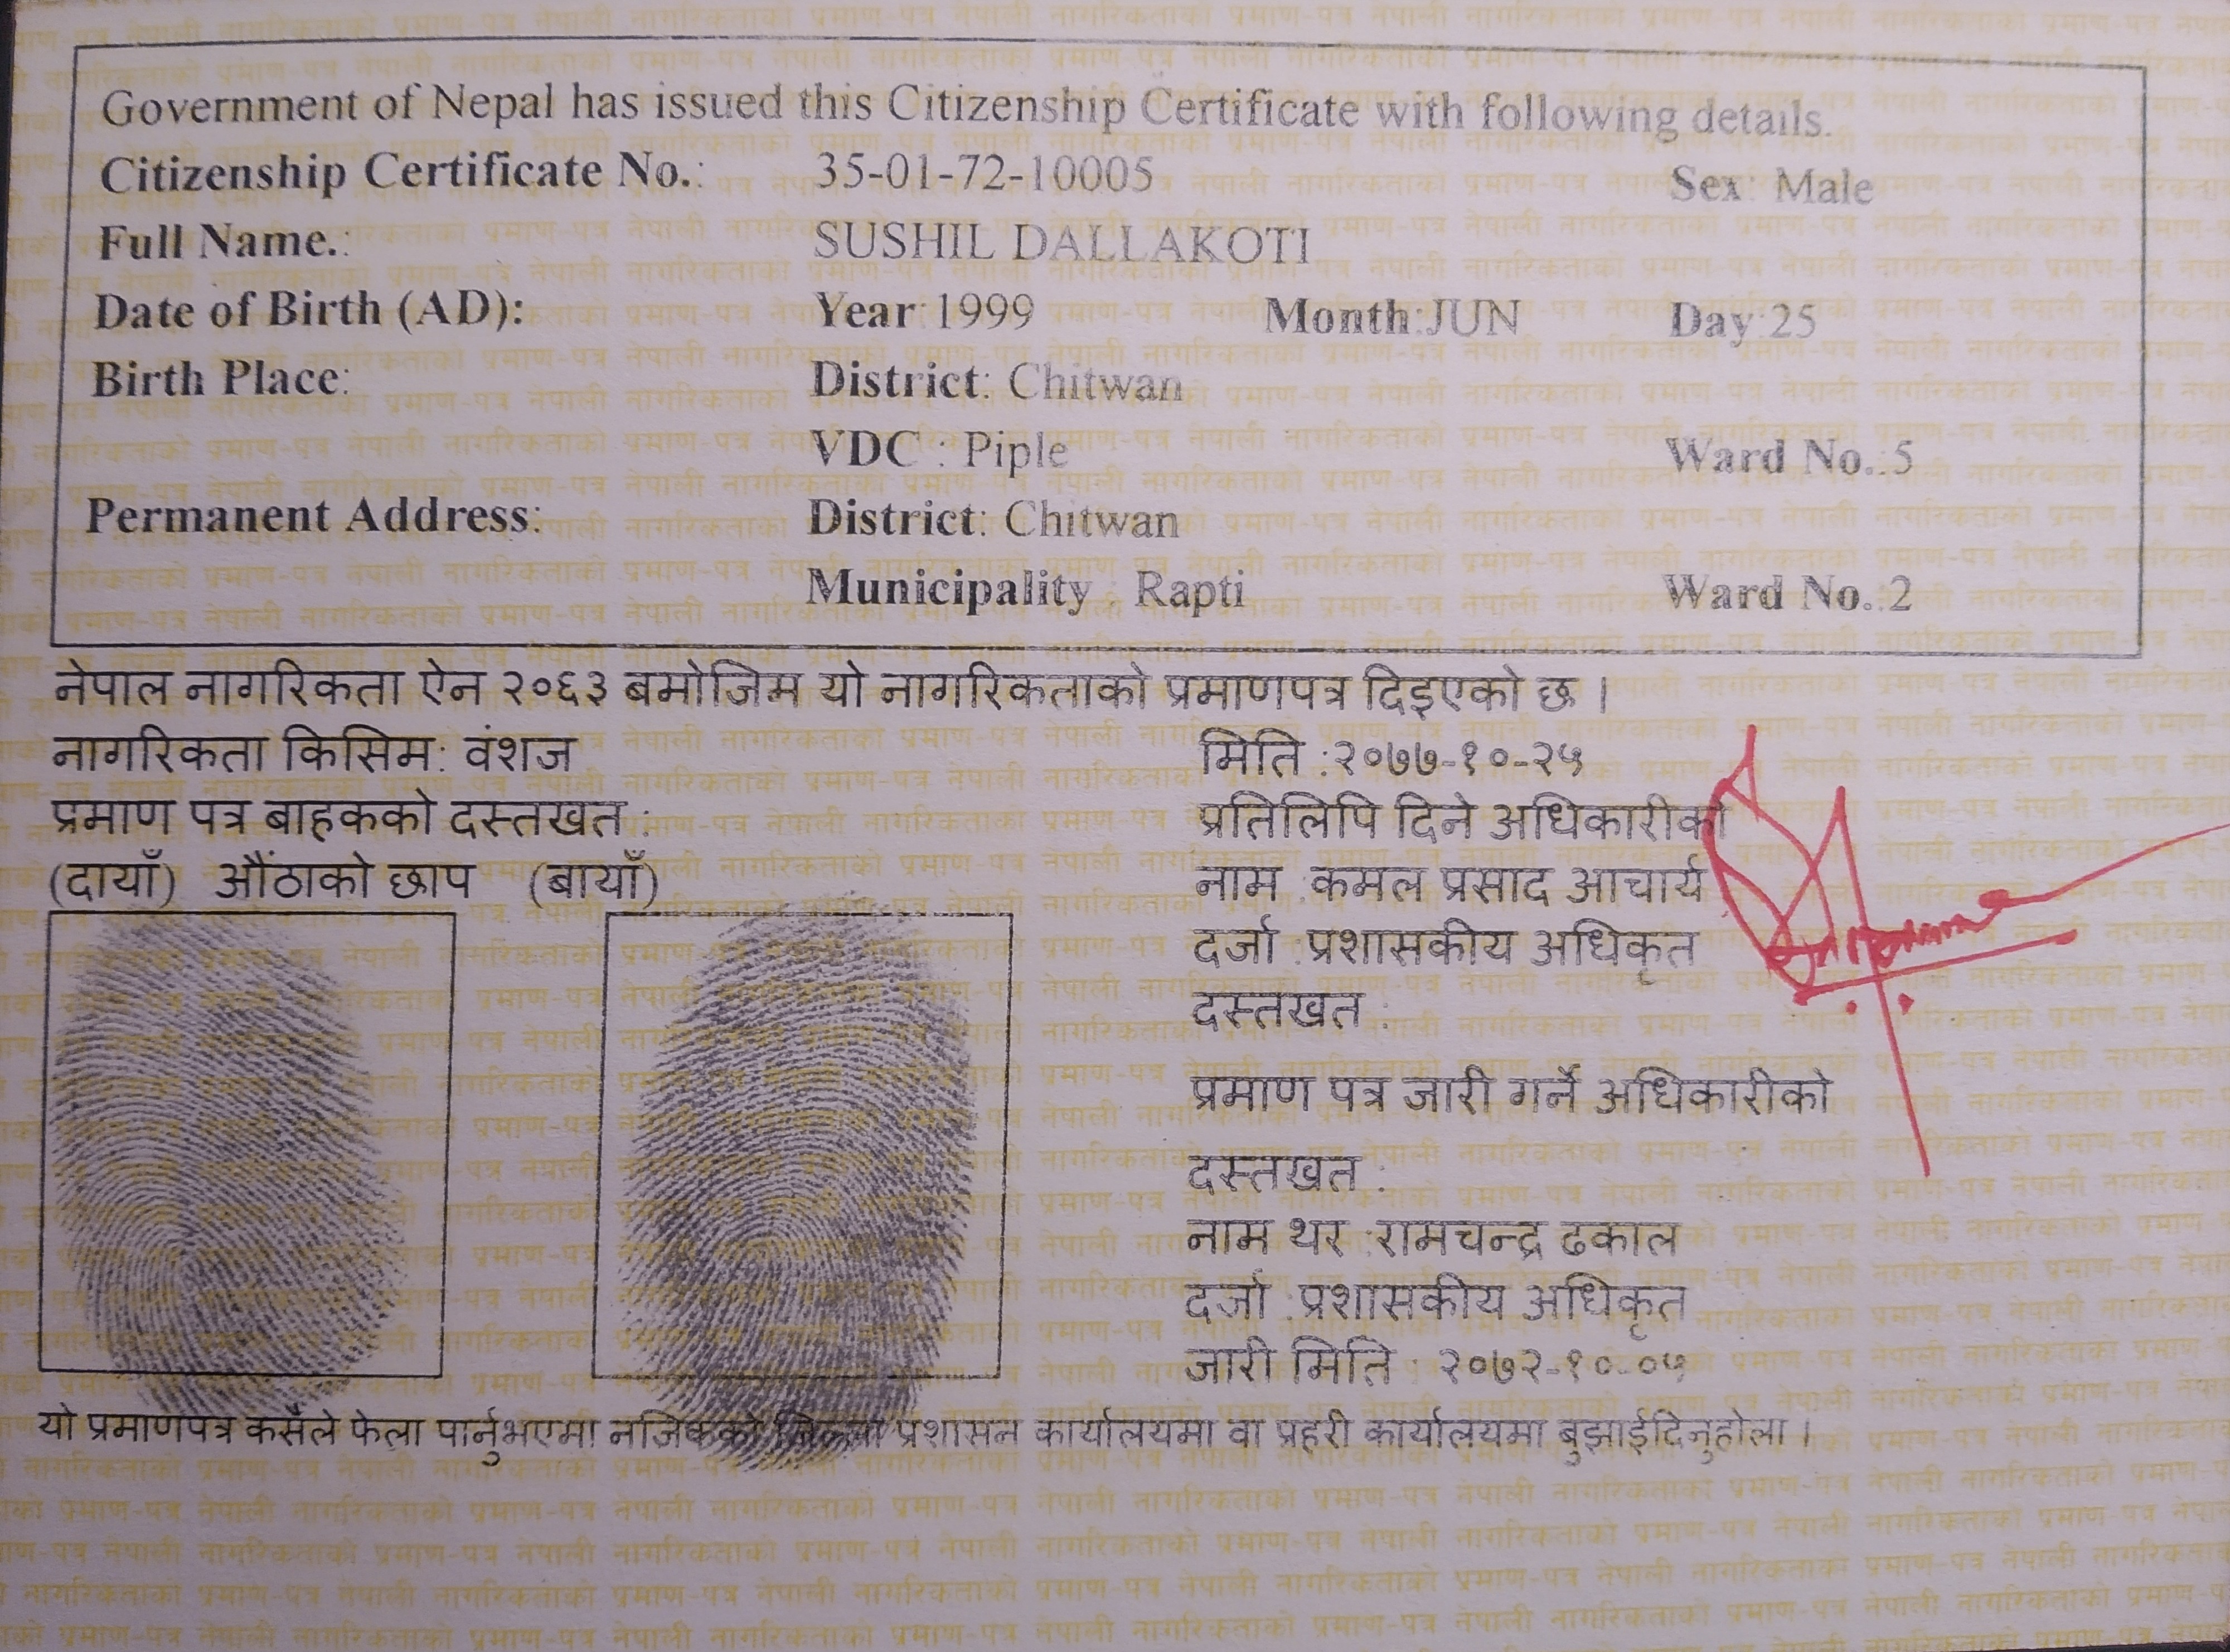 Government of Nepal has issued this Citizenship Certificate with following details.
Citizenship Certificate No.: 35-01-72-10005 Sex: Male
Full Name.: SUSHIL DALLAKOTI
Date of Birth (AD): Year:1999 Month:JUN Day:25
Birth Place: District: Chitwan
VDC : Piple Ward No.:5
Permanent Address: District: Chitwan
Municipality : Rapti Ward No.:2
नेपाल नागरिकता ऐन २०६३ बमोजिम यो नागरिकताको प्रमाणपत्र दिइएको छ ।
नागरिकता किसिम: वंशज
प्रमाण पत्र बाहकको दस्तखत :
(दायाँ) औंठाको छाप (बायाँ)
मिति :२०७७-१०-२५
प्रतिलिपि दिने अधिकारीको
नाम :कमल प्रसाद आचार्य
दर्जा :प्रशासकीय अधिकृत
दस्तखत :
प्रमाण पत्र जारी गर्ने अधिकारीको
दस्तखत :
नाम थर :रामचन्द्र ढकाल
दर्जा :प्रशासकीय अधिकृत
जारी मिति : २०७२-१०-०५
यो प्रमाणपत्र कसैले फेला पार्नुभएमा नजिकको जिल्ला प्रशासन कार्यालयमा वा प्रहरी कार्यालयमा बुझाईदिनुहोला ।